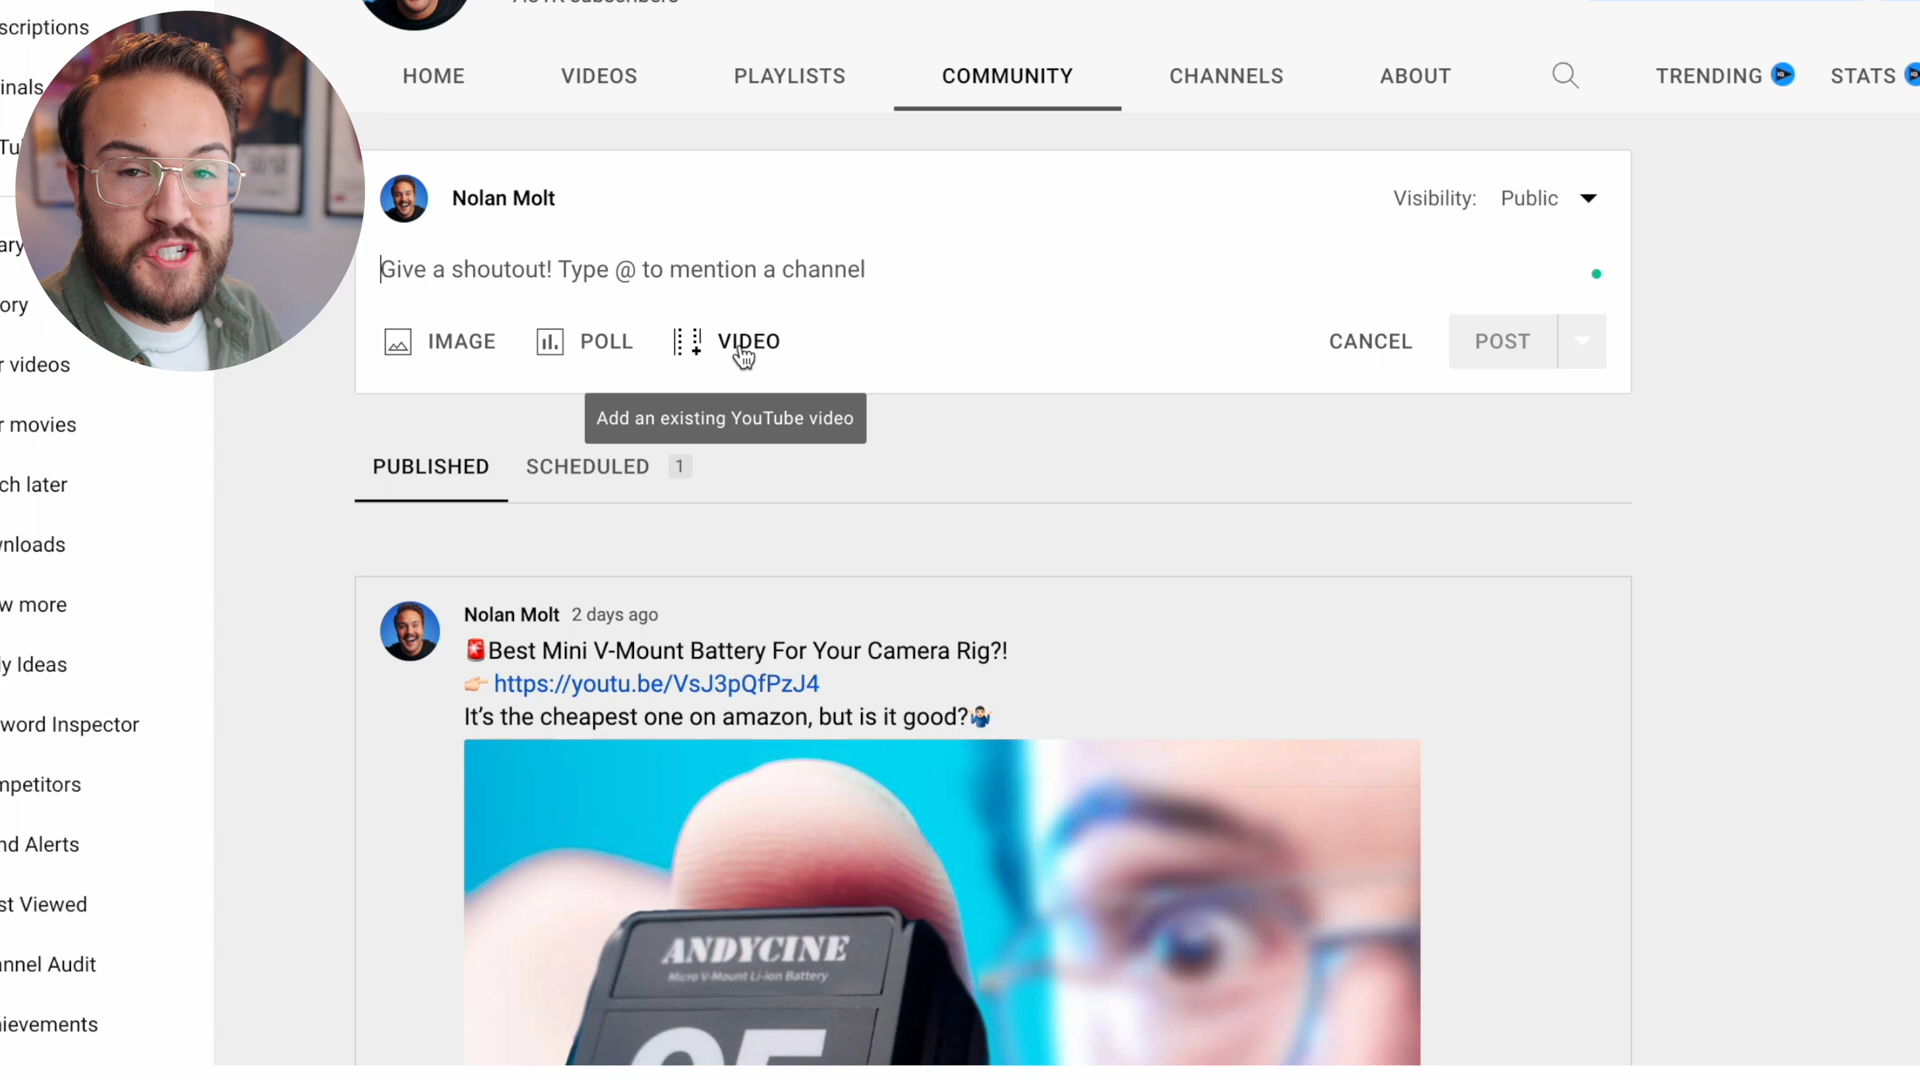 scriptions
inals
Tu
ary
ory
r videos
r movies
ch later
wnloads
w more
ly Ideas
word Inspector
mpetitors
nd Alerts
st Viewed
annel Audit
hievements
subscribers
HOME VIDEOS PLAYLISTS COMMUNITY CHANNELS ABOUT TRENDING STATS
Nolan Molt
Visibility: Public
Give a shoutout! Type @ to mention a channel
IMAGE POLL VIDEO CANCEL POST
Add an existing YouTube video
PUBLISHED SCHEDULED 1
Nolan Molt 2 days ago
🚨Best Mini V-Mount Battery For Your Camera Rig?!
👉🏻 https://youtu.be/VsJ3pQfPzJ4
It’s the cheapest one on amazon, but is it good?🤷🏻‍♂️
ANDYCINE
Micro V-Mount Li-ion Battery
95